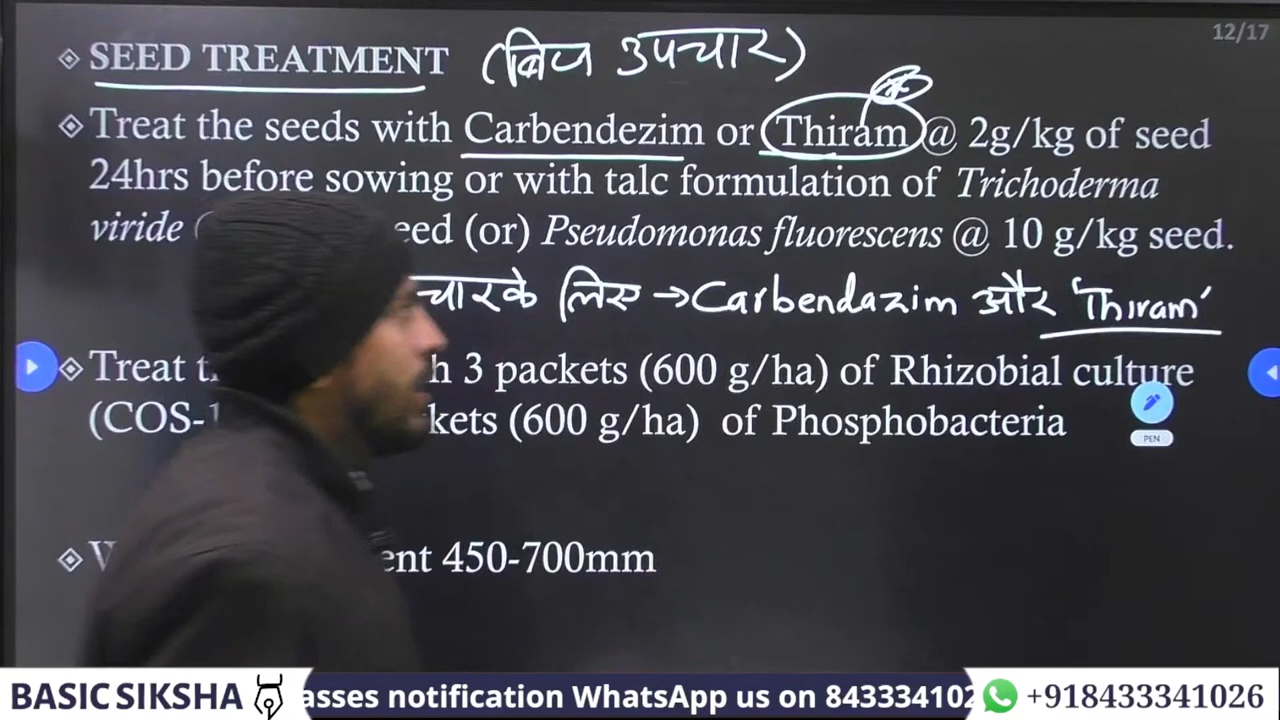 12/17
SEED TREATMENT (बिज उपचार)
Treat the seeds with Carbendezim or Thiram @ 2g/kg of seed
24hrs before sowing or with talc formulation of Trichoderma
viride eed (or) Pseudomonas fluorescens @ 10 g/kg seed.
चारके लिए → Carbendazim और 'Thiram'
Treat h 3 packets (600 g/ha) of Rhizobial culture
(COS-1 kets (600 g/ha) of Phosphobacteria
PEN
ent 450-700mm
BASIC SIKSHA asses notification WhatsApp us on 843334102 +918433341026